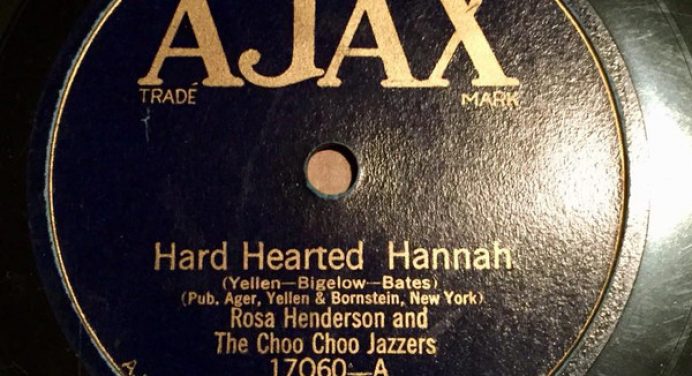 AJAX
TRADE MARK
Hard Hearted Hannah
(Yellen—Bigelow—Bates)
(Pub. Ager, Yellen & Bornstein, New York)
Rosa Henderson and
The Choo Choo Jazzers
17060—A